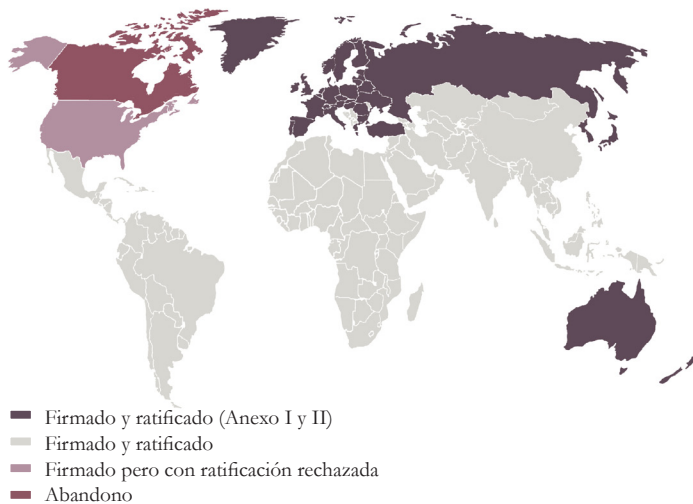 Firmado y ratificado (Anexo I y II)
Firmado y ratificado
Firmado pero con ratificación rechazada
Abandono